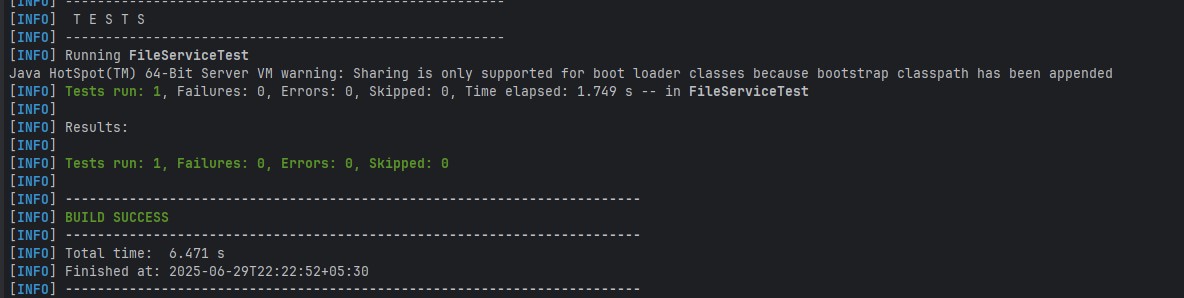 [INFO] -------------------------------------------------------
[INFO]  T E S T S
[INFO] -------------------------------------------------------
[INFO] Running FileServiceTest
Java HotSpot(TM) 64-Bit Server VM warning: Sharing is only supported for boot loader classes because bootstrap classpath has been appended
[INFO] Tests run: 1, Failures: 0, Errors: 0, Skipped: 0, Time elapsed: 1.749 s -- in FileServiceTest
[INFO]
[INFO] Results:
[INFO]
[INFO] Tests run: 1, Failures: 0, Errors: 0, Skipped: 0
[INFO]
[INFO] ------------------------------------------------------------------------
[INFO] BUILD SUCCESS
[INFO] ------------------------------------------------------------------------
[INFO] Total time:  6.471 s
[INFO] Finished at: 2025-06-29T22:22:52+05:30
[INFO] ------------------------------------------------------------------------